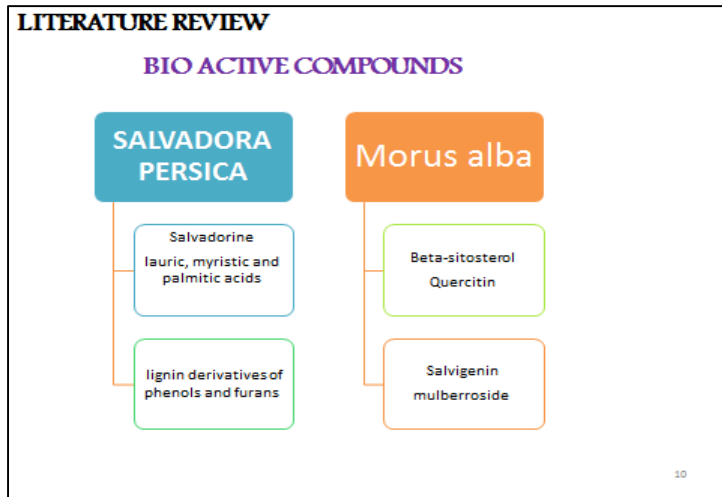 LITERATURE REVIEW
BIO ACTIVE COMPOUNDS
SALVADORA
PERSICA
Salvadorine
lauric, myristic and
palmitic acids
lignin derivatives of
phenols and furans
Morus alba
Beta-sitosterol
Quercitin
Salvigenin
mulberroside
10